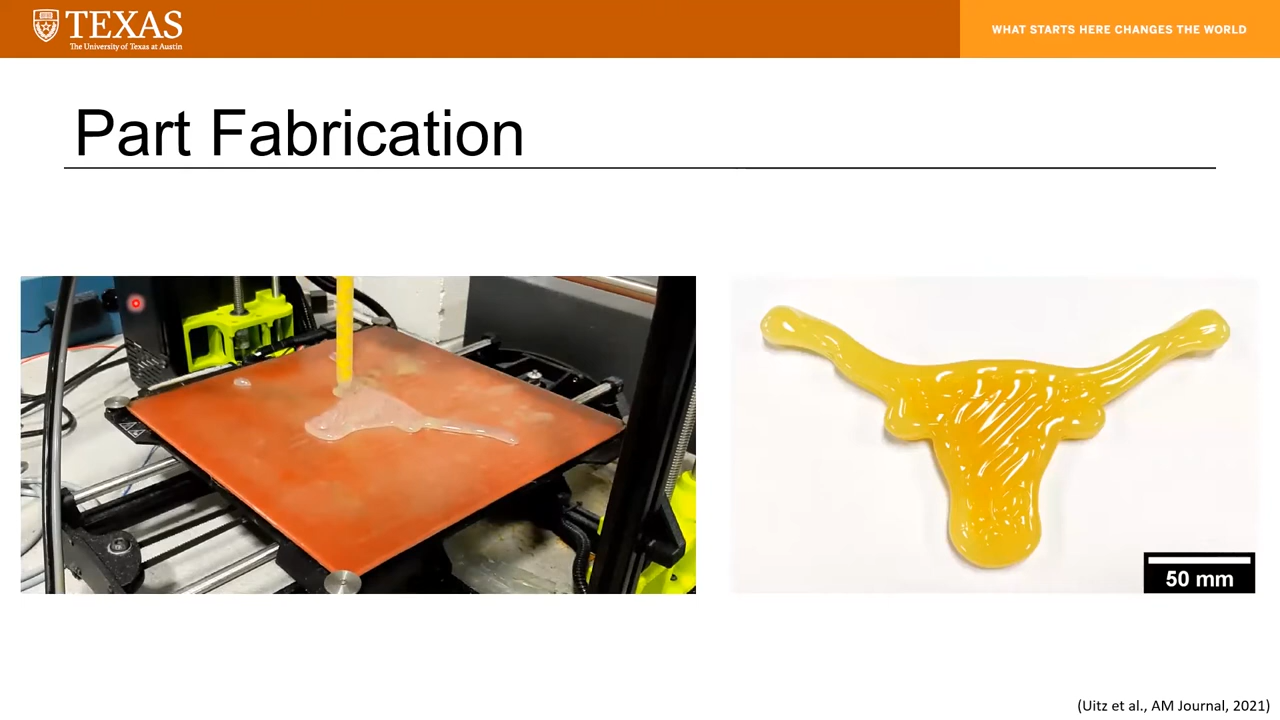 TEXAS
The University of Texas at Austin
WHAT STARTS HERE CHANGES THE WORLD
Part Fabrication
50 mm
(Uitz et al., AM Journal, 2021)